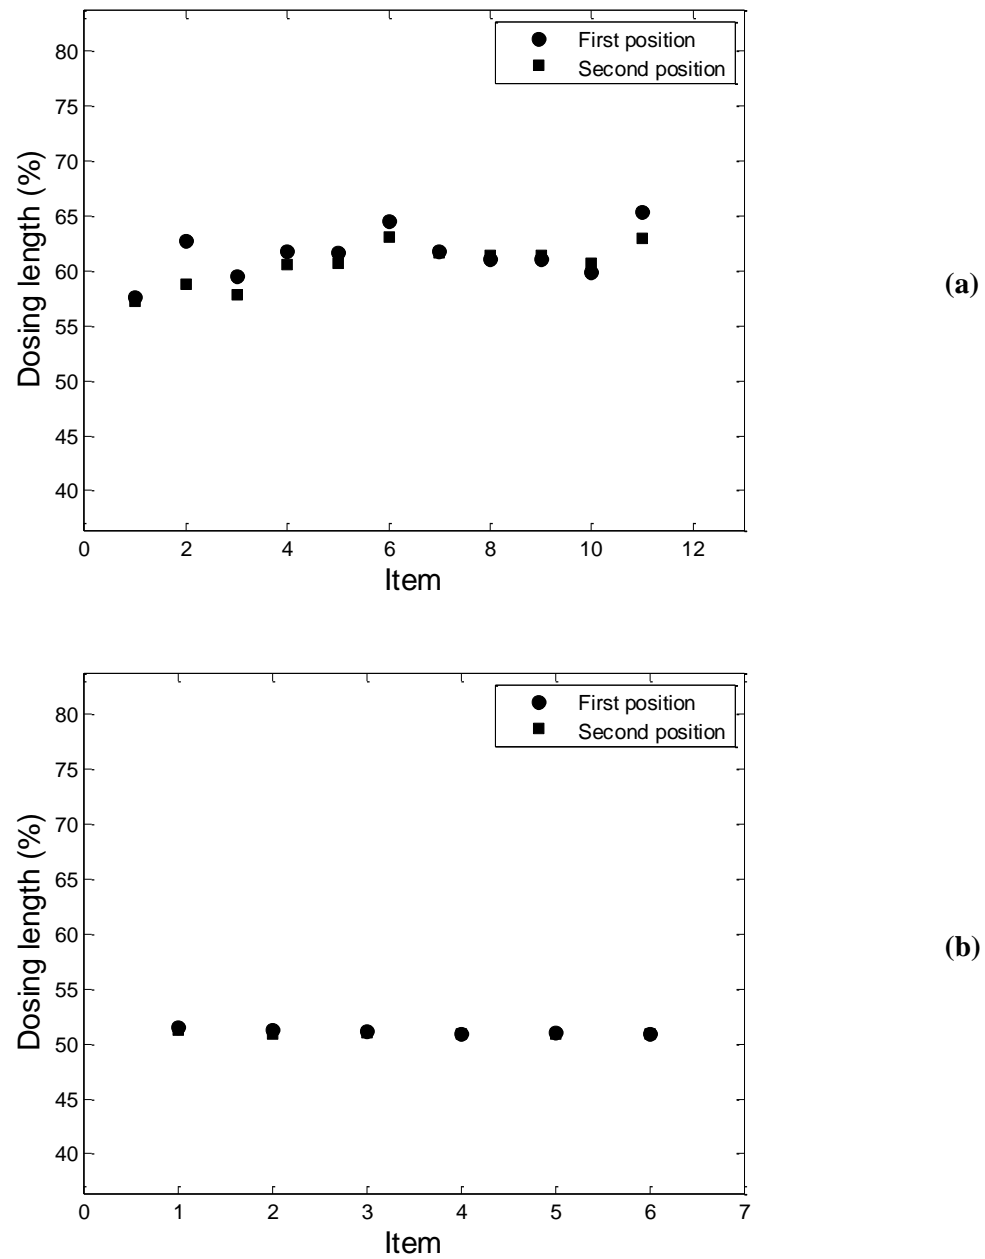 80
75
70
65
60
55
50
45
40
Dosing length (%)
First position
Second position
0 2 4 6 8 10 12
Item
(a)
80
75
70
65
60
55
50
45
40
Dosing length (%)
First position
Second position
0 1 2 3 4 5 6 7
Item
(b)